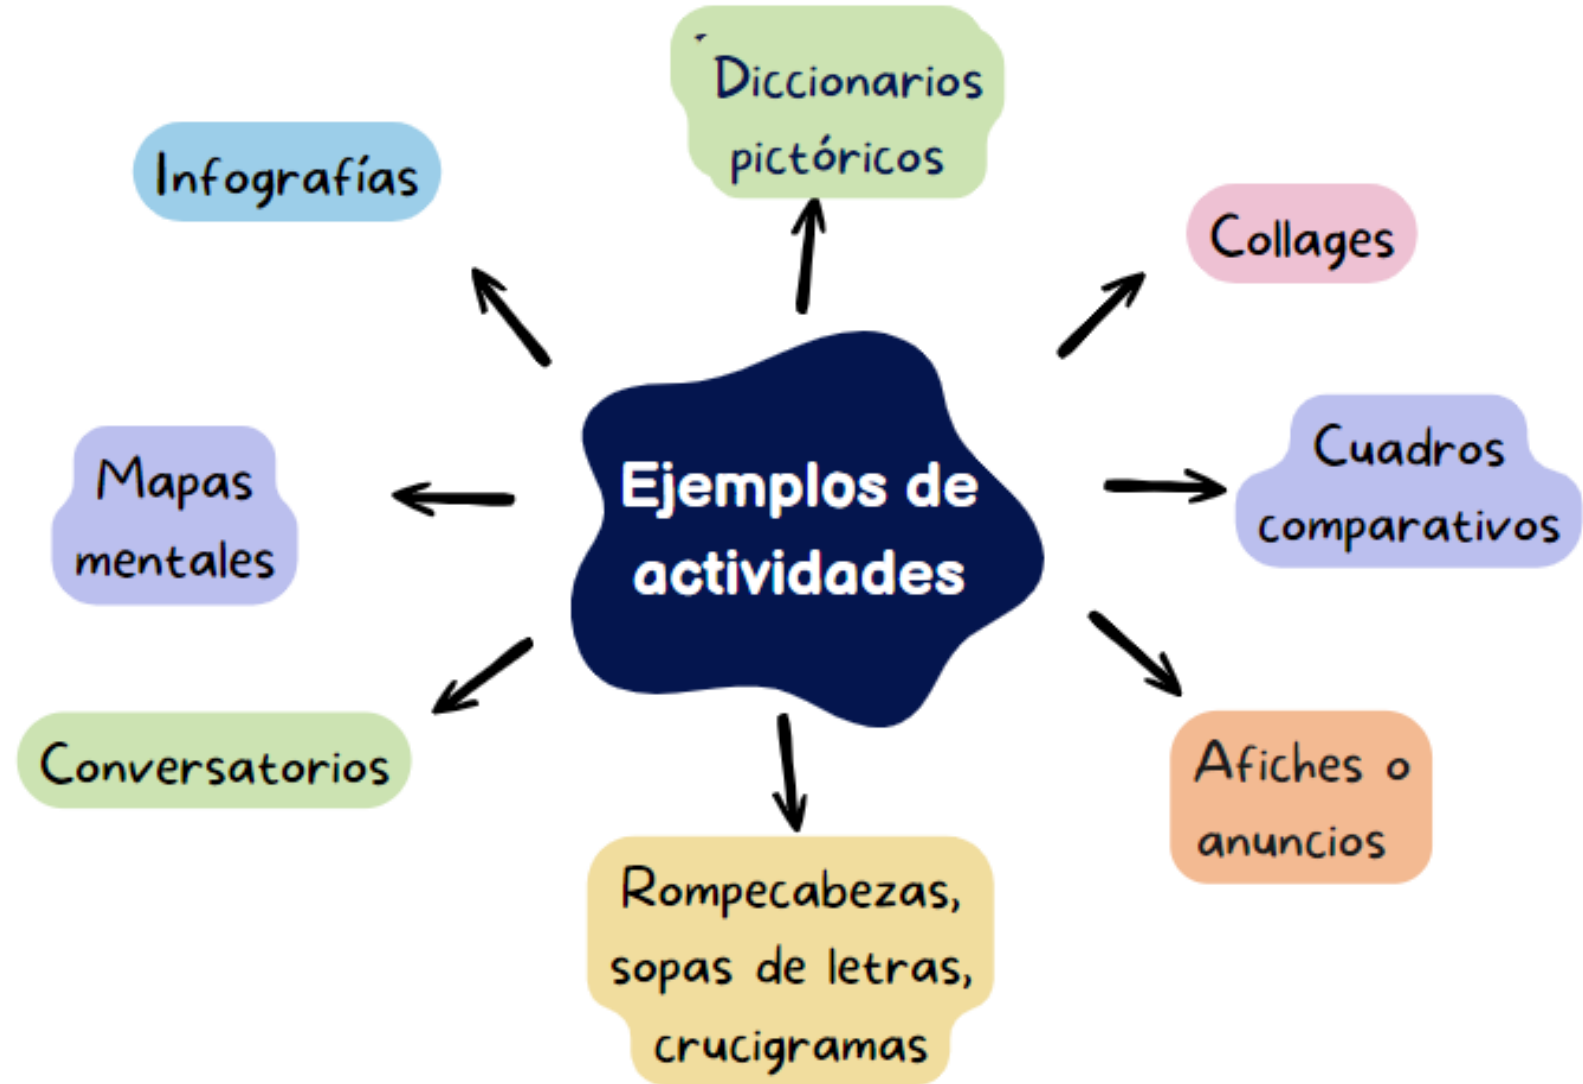 Diccionarios
pictóricos
Infografías
Collages
Mapas
mentales
Ejemplos de
actividades
Cuadros
comparativos
Conversatorios
Afiches o
anuncios
Rompecabezas,
sopas de letras,
crucigramas